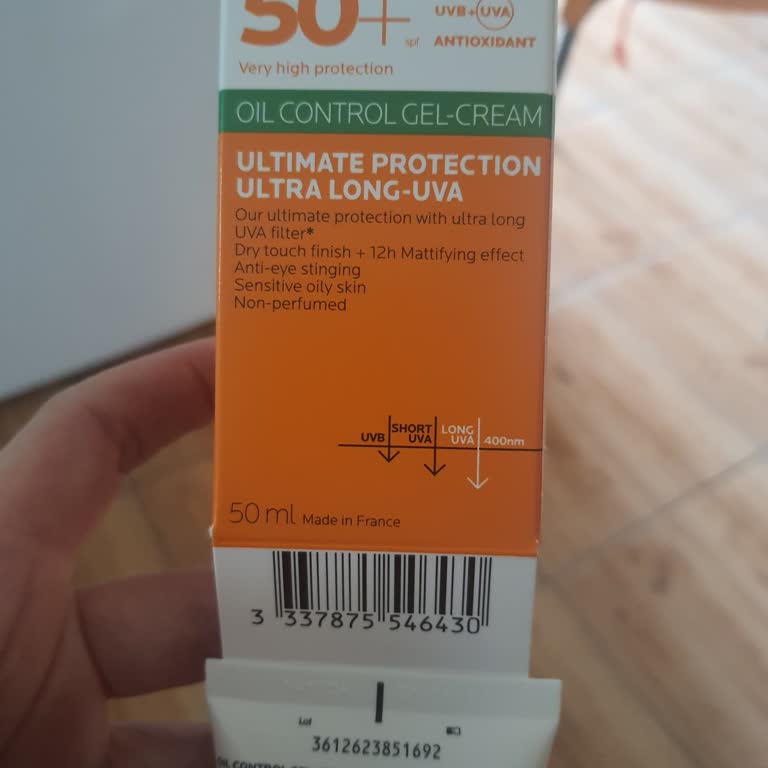 50+ spf
UVB+UVA
ANTIOXIDANT
Very high protection
OIL CONTROL GEL-CREAM
ULTIMATE PROTECTION
ULTRA LONG-UVA
Our ultimate protection with ultra long
UVA filter*
Dry touch finish + 12h Mattifying effect
Anti-eye stinging
Sensitive oily skin
Non-perfumed
UVB
SHORT
UVA
LONG
UVA
400nm
50 ml Made in France
3 337875 546430
Lot
3612623851692
OIL CONTROL